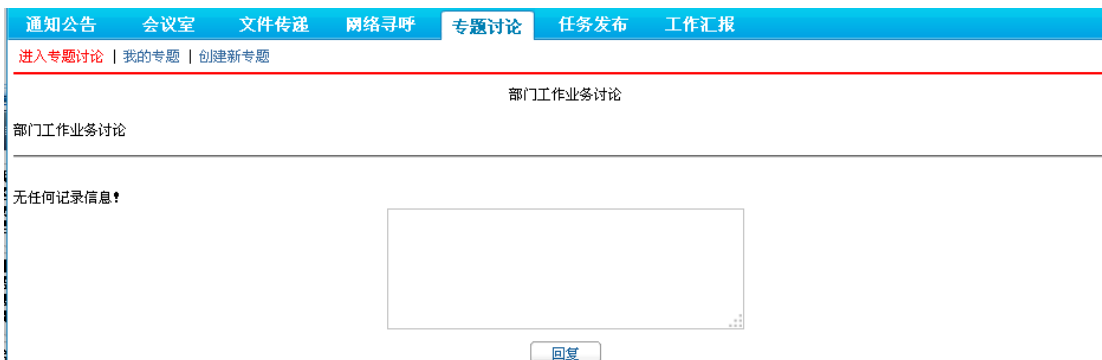 通知公告 会议室 文件传递 网络寻呼 专题讨论 任务发布 工作汇报
进入专题讨论 | 我的专题 | 创建新专题
部门工作业务讨论
部门工作业务讨论
无任何记录信息!
回复